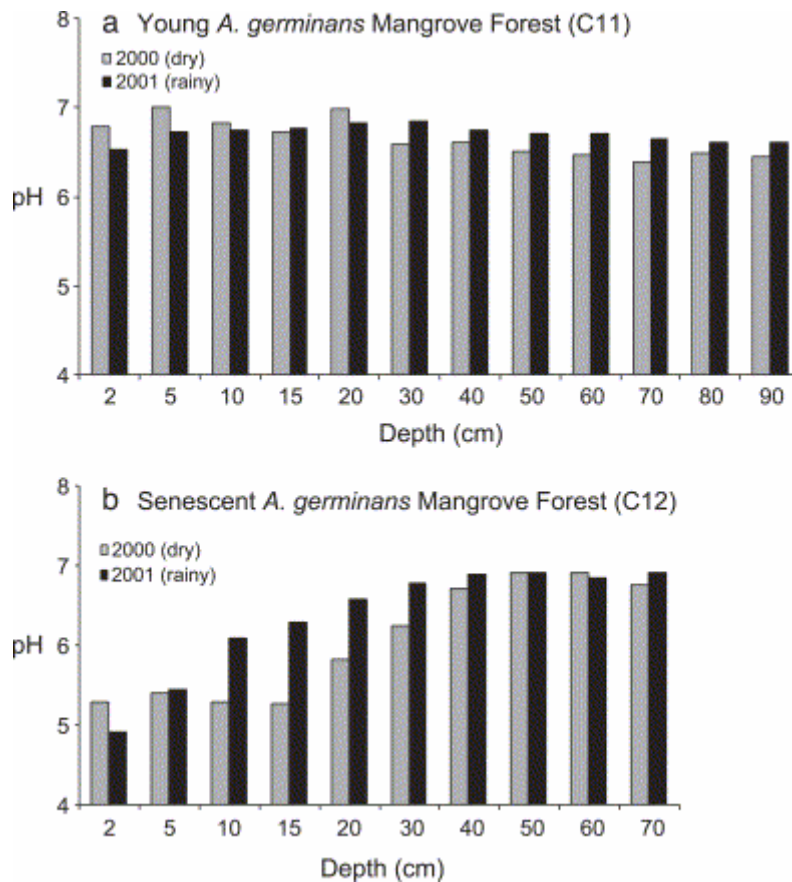 a Young A. germinans Mangrove Forest (C11)
2000 (dry)
2001 (rainy)
8
7
6
5
4
pH
2 5 10 15 20 30 40 50 60 70 80 90
Depth (cm)
b Senescent A. germinans Mangrove Forest (C12)
2000 (dry)
2001 (rainy)
8
7
6
5
4
pH
2 5 10 15 20 30 40 50 60 70
Depth (cm)